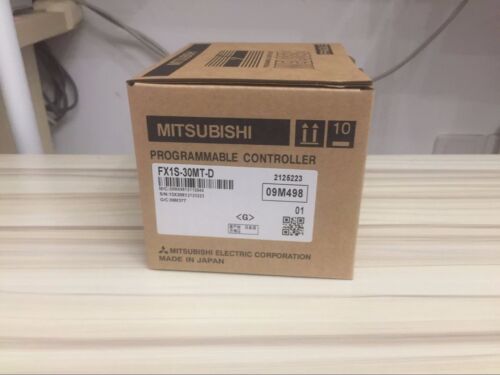 MITSUBISHI
10
PROGRAMMABLE CONTROLLER
FX1S-30MT-D
2125223
09M498
01
<G>
MITSUBISHI ELECTRIC CORPORATION
MADE IN JAPAN